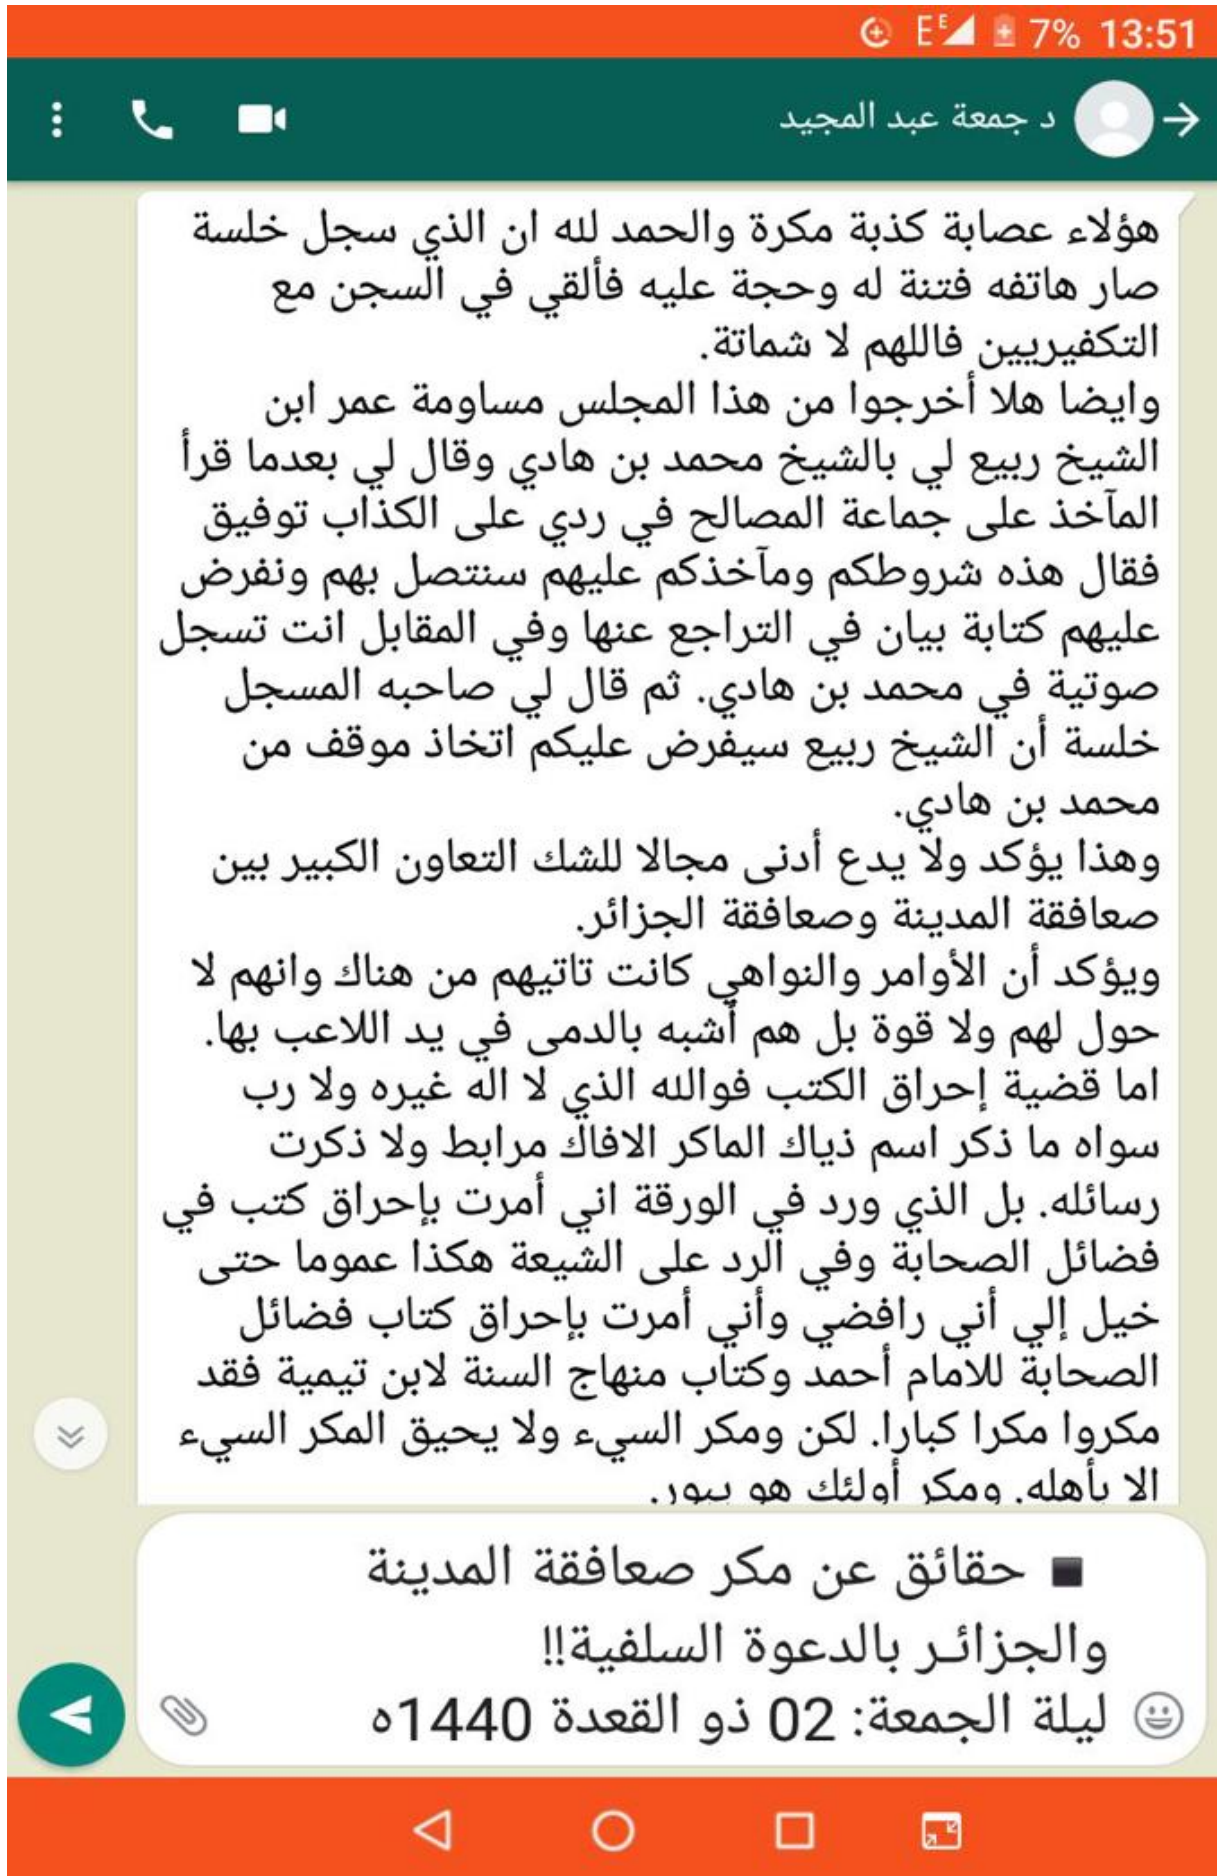 7% 13:51
د جمعة عبد المجيد
هؤلاء عصابة كذبة مكرة والحمد لله ان الذي سجل خلسة
صار هاتفه فتنة له وحجة عليه فألقي في السجن مع
التكفيريين فاللهم لا شماتة.
وايضا هلا أخرجوا من هذا المجلس مساومة عمر ابن
الشيخ ربيع لي بالشيخ محمد بن هادي وقال لي بعدما قرأ
المآخذ على جماعة المصالح في ردي على الكذاب توفيق
فقال هذه شروطكم ومآخذكم عليهم سنتصل بهم ونفرض
عليهم كتابة بيان في التراجع عنها وفي المقابل انت تسجل
صوتية في محمد بن هادي. ثم قال لي صاحبه المسجل
خلسة أن الشيخ ربيع سيفرض عليكم اتخاذ موقف من
محمد بن هادي.
وهذا يؤكد ولا يدع أدنى مجالا للشك التعاون الكبير بين
صعافقة المدينة وصعافقة الجزائر.
ويؤكد أن الأوامر والنواهي كانت تاتيهم من هناك وانهم لا
حول لهم ولا قوة بل هم أشبه بالدمى في يد اللاعب بها.
اما قضية إحراق الكتب فوالله الذي لا اله غيره ولا رب
سواه ما ذكر اسم ذياك الماكر الافاك مرابط ولا ذكرت
رسائله. بل الذي ورد في الورقة اني أمرت بإحراق كتب في
فضائل الصحابة وفي الرد على الشيعة هكذا عموما حتى
خيل إلي أني رافضي وأني أمرت بإحراق كتاب فضائل
الصحابة للامام أحمد وكتاب منهاج السنة لابن تيمية فقد
مكروا مكرا كبارا. لكن ومكر السيء ولا يحيق المكر السيء
الا بأهله. ومكر أولئك هو يبور.
■ حقائق عن مكر صعافقة المدينة
والجزائـر بالدعوة السلفية!!
ليلة الجمعة: 02 ذو القعدة 1440ه